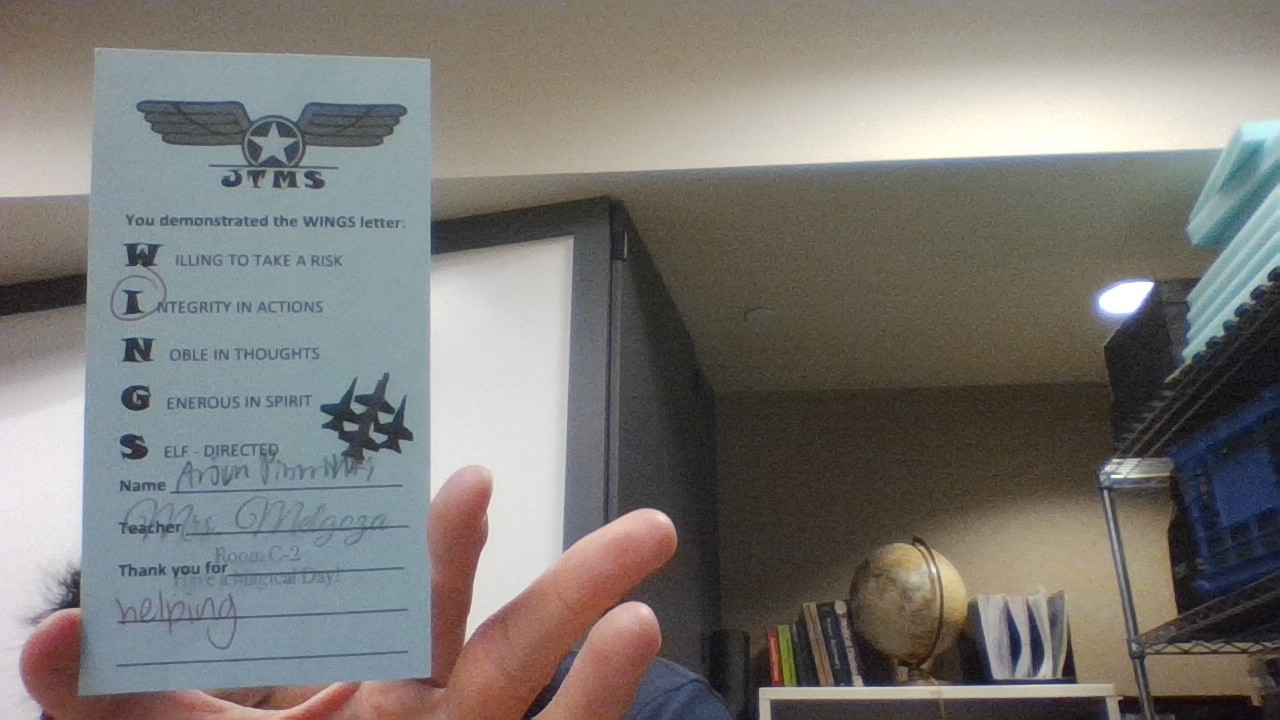 JTMS
You demonstrated the WINGS letter:
W ILLING TO TAKE A RISK
I NTEGRITY IN ACTIONS
N OBLE IN THOUGHTS
G ENEROUS IN SPIRIT
S ELF - DIRECTED
Name Arjun
Teacher Mrs. Melgoza
Room C-2
Thank you for
Have a magical Day!
helping